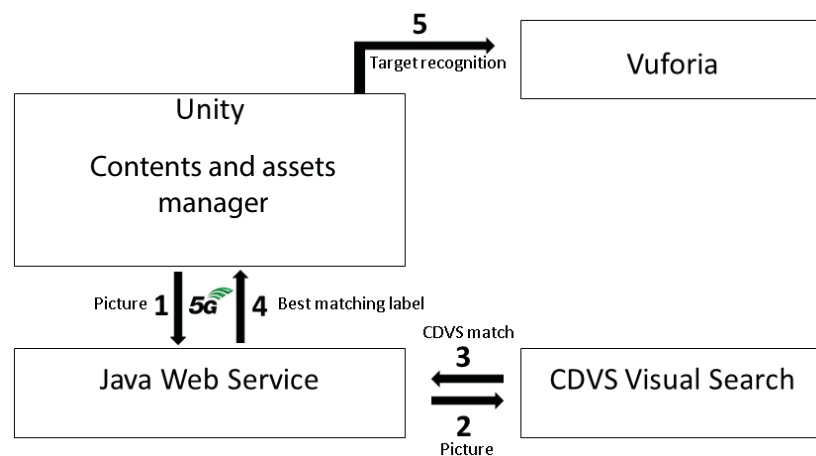 5
Target recognition
Vuforia
Unity
Contents and assets
manager
Picture 1 5G 4 Best matching label
Java Web Service
CDVS match
3
2
Picture
CDVS Visual Search